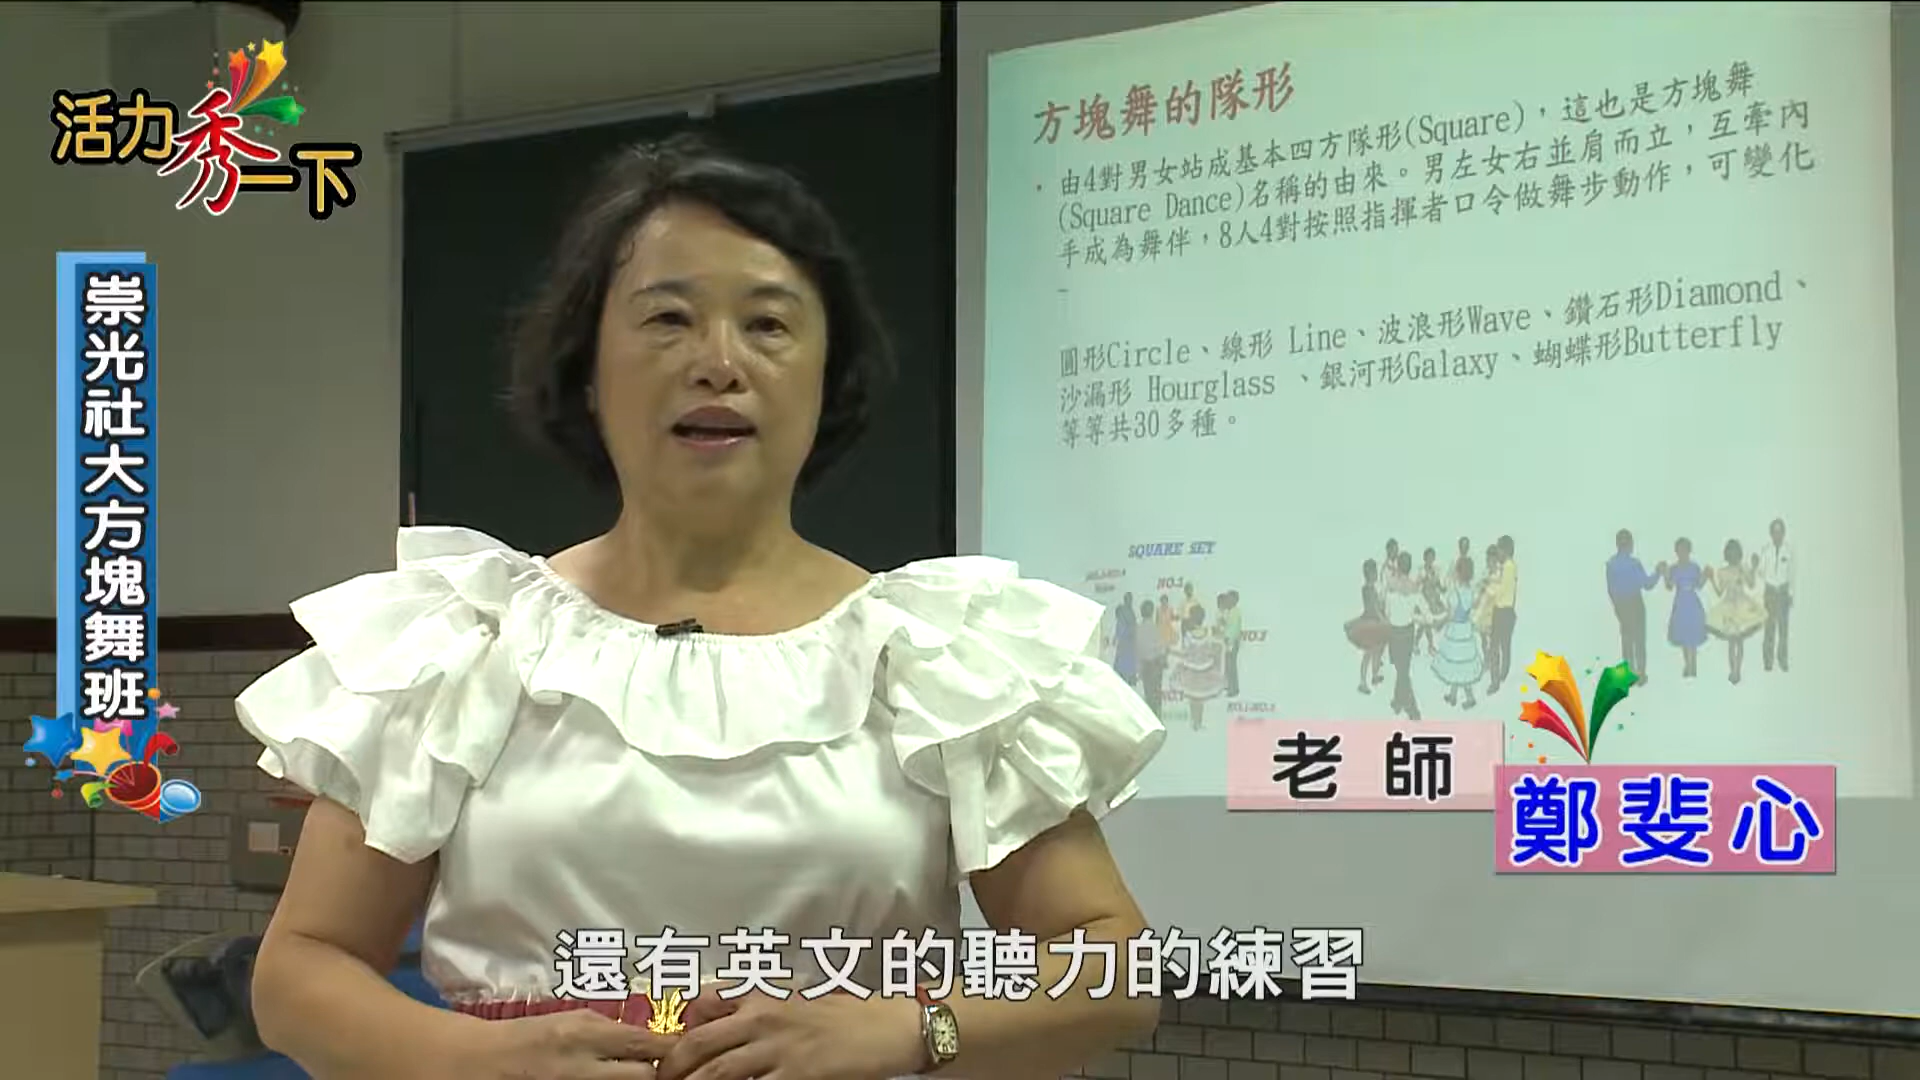 活力秀一下
崇光社大方塊舞班
方塊舞的隊形
·由4對男女站成基本四方隊形(Square)，這也是方塊舞
(Square Dance)名稱的由來。男左女右並肩而立，互牽內
手成為舞伴，8人4對按照指揮者口令做舞步動作，可變化
圓形Circle、線形 Line、波浪形Wave、鑽石形Diamond、
沙漏形 Hourglass 、銀河形Galaxy、蝴蝶形Butterfly
等等共30多種。
SQUARE SET
NO.3
NO.2
NO.1
老師
鄭斐心
還有英文的聽力的練習